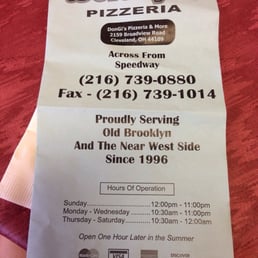 PIZZERIA
DonGi's Pizzeria & More
2159 Broadview Road
Cleveland, OH 44109
Across From
Speedway
(216) 739-0880
Fax - (216) 739-1014
Proudly Serving
Old Brooklyn
And The Near West Side
Since 1996
Hours Of Operation
Sunday..................12:00pm - 11:00pm
Monday - Wednesday...........10:30am - 11:00pm
Thursday - Saturday...........10:30am - 12:00am
Open One Hour Later in the Summer
VISA
DISCOVER